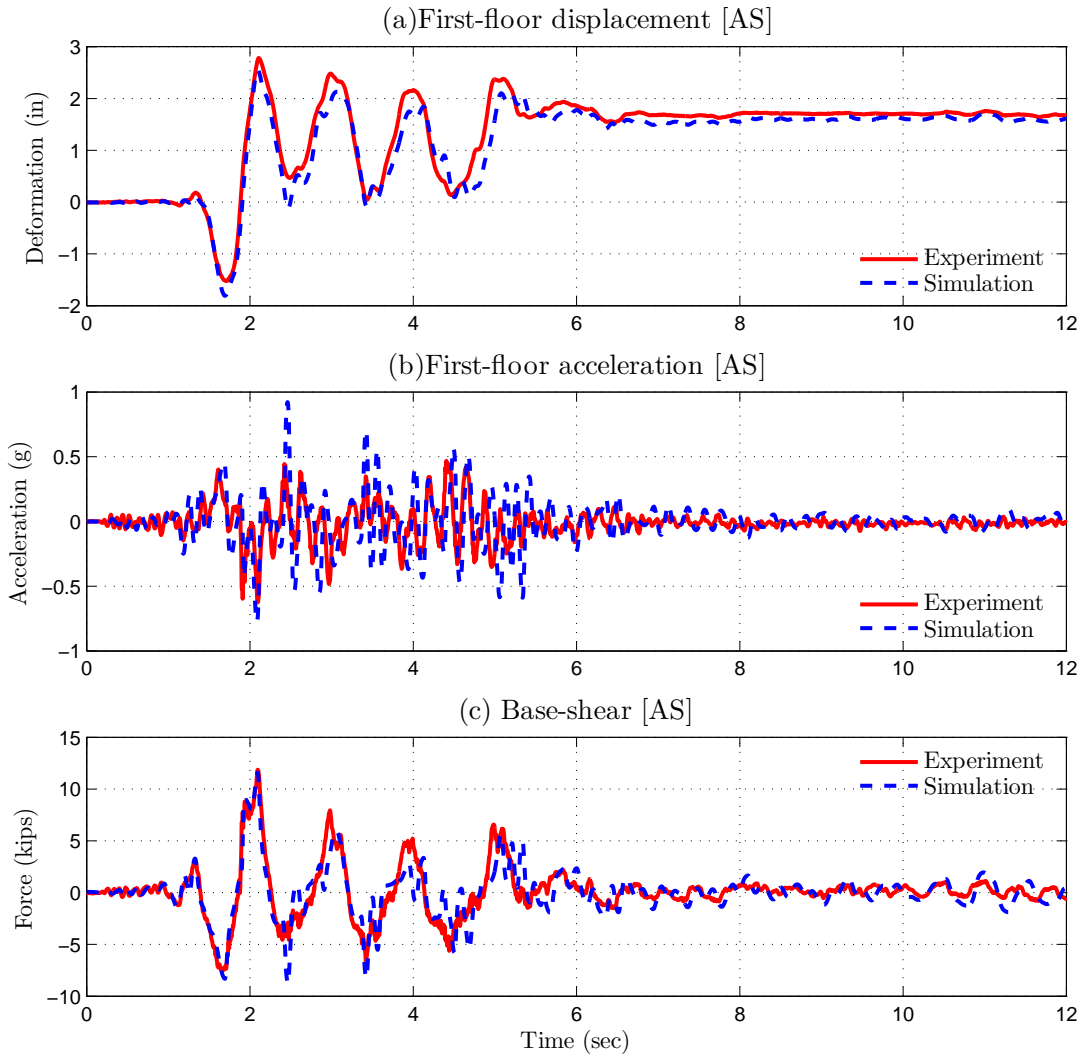 (a)First-floor displacement [AS]
3
2
1
0
−1
−2
Deformation (in)
Experiment
Simulation
0 2 4 6 8 10 12
(b)First-floor acceleration [AS]
1
0.5
0
−0.5
−1
Acceleration (g)
Experiment
Simulation
0 2 4 6 8 10 12
(c) Base-shear [AS]
15
10
5
0
−5
−10
Force (kips)
Experiment
Simulation
0 2 4 6 8 10 12
Time (sec)